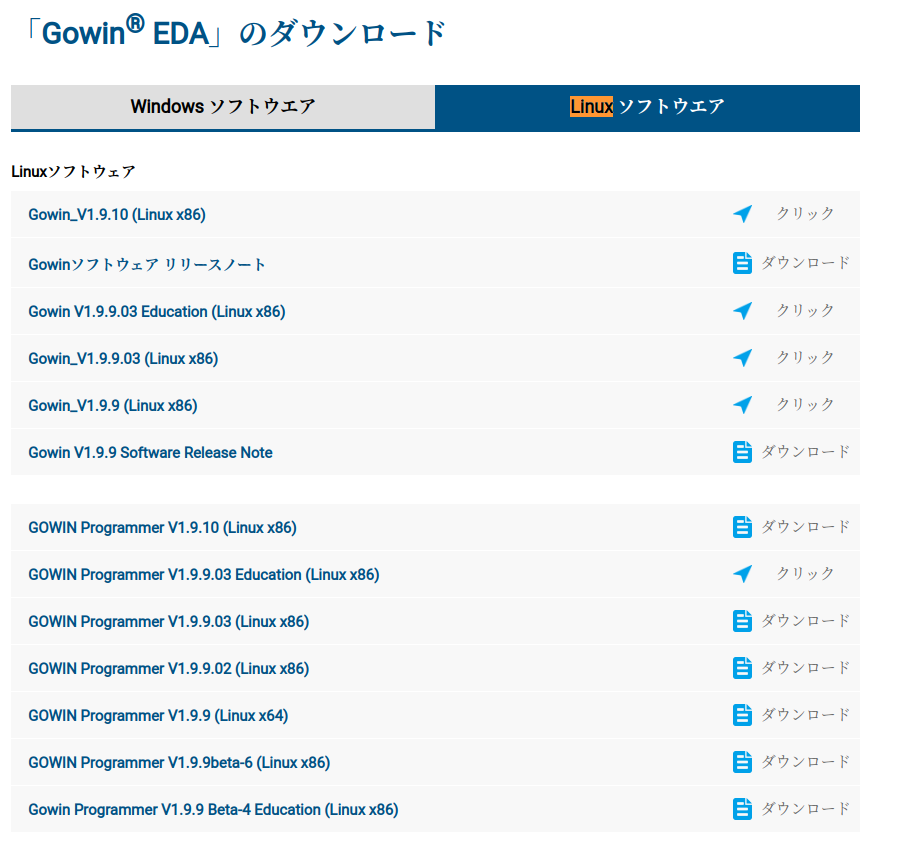 「Gowin® EDA」のダウンロード
Windows ソフトウエア
Linux ソフトウエア
Linuxソフトウェア
Gowin_V1.9.10 (Linux x86) クリック
Gowinソフトウェア リリースノート ダウンロード
Gowin V1.9.9.03 Education (Linux x86) クリック
Gowin_V1.9.9.03 (Linux x86) クリック
Gowin_V1.9.9 (Linux x86) クリック
Gowin V1.9.9 Software Release Note ダウンロード
GOWIN Programmer V1.9.10 (Linux x86) ダウンロード
GOWIN Programmer V1.9.9.03 Education (Linux x86) クリック
GOWIN Programmer V1.9.9.03 (Linux x86) ダウンロード
GOWIN Programmer V1.9.9.02 (Linux x86) ダウンロード
GOWIN Programmer V1.9.9 (Linux x64) ダウンロード
GOWIN Programmer V1.9.9beta-6 (Linux x86) ダウンロード
Gowin Programmer V1.9.9 Beta-4 Education (Linux x86) ダウンロード